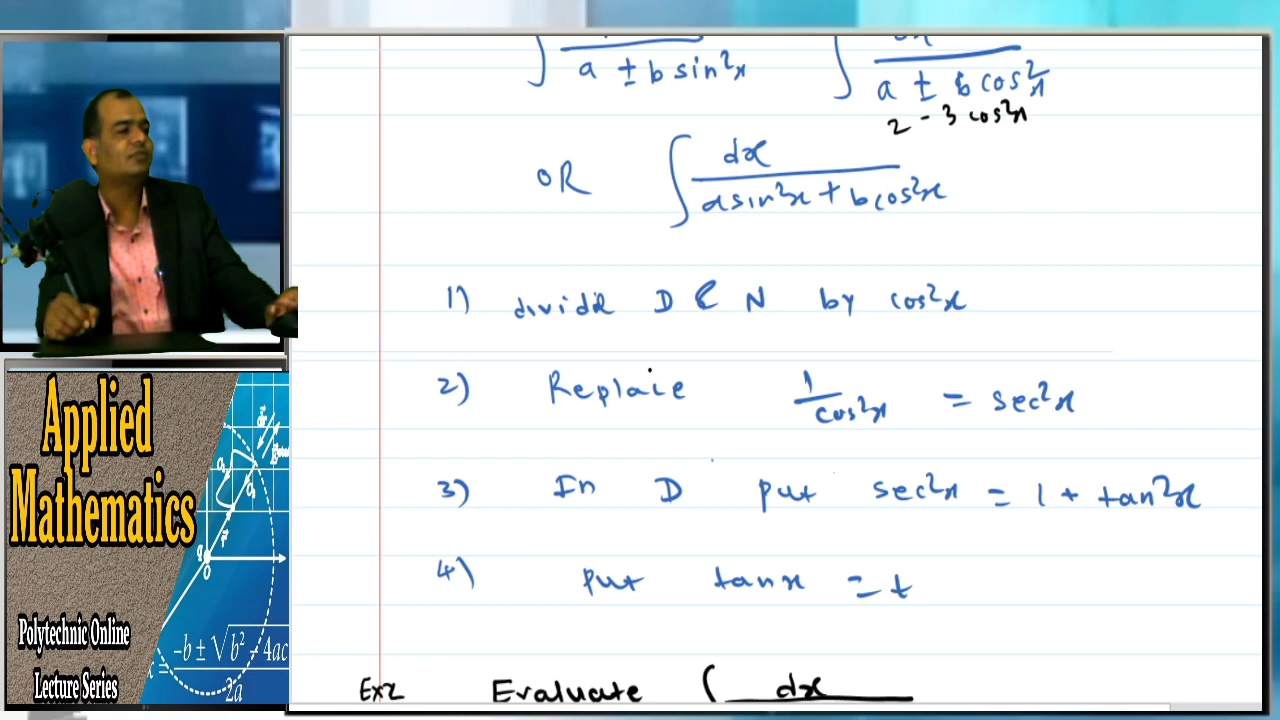 ∫ a ± b sin²x ∫ dx a ± b cos²x
2 - 3 cos²x
OR ∫ dx
a sin²x + b cos²x
1) divide D & N by cos²x
2) Replace 1/cos²x = sec²x
3) In D put sec²x = 1 + tan²x
4) put tanx = t
Ex2 Evaluate ∫ dx
Applied
Mathematics
Polytechnic Online
Lecture Series
-b ± √b² - 4ac
2a